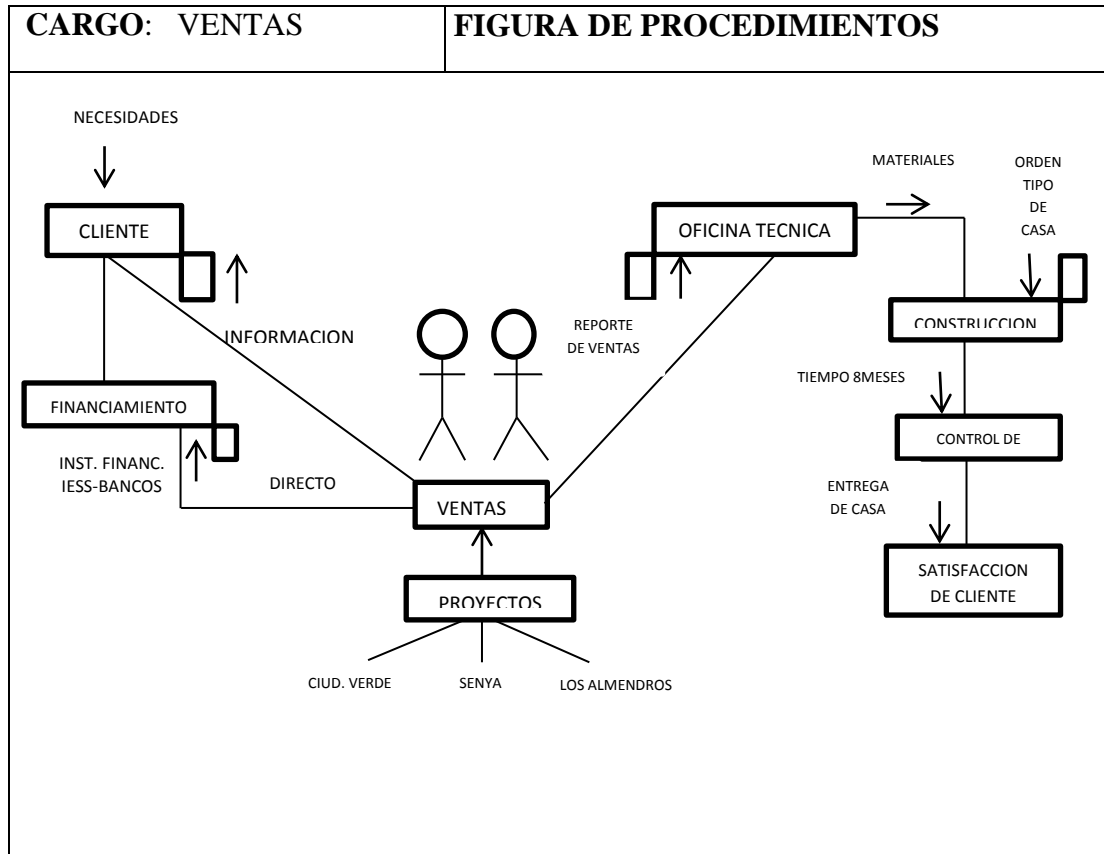 CARGO: VENTAS
FIGURA DE PROCEDIMIENTOS
NECESIDADES
CLIENTE
INFORMACION
FINANCIAMIENTO
INST. FINANC.
IESS-BANCOS
DIRECTO
VENTAS
PROYECTOS
CIUD. VERDE
SENYA
LOS ALMENDROS
REPORTE
DE VENTAS
OFICINA TECNICA
MATERIALES
ORDEN
TIPO
DE
CASA
CONSTRUCCION
TIEMPO 8MESES
CONTROL DE
ENTREGA
DE CASA
SATISFACCION
DE CLIENTE